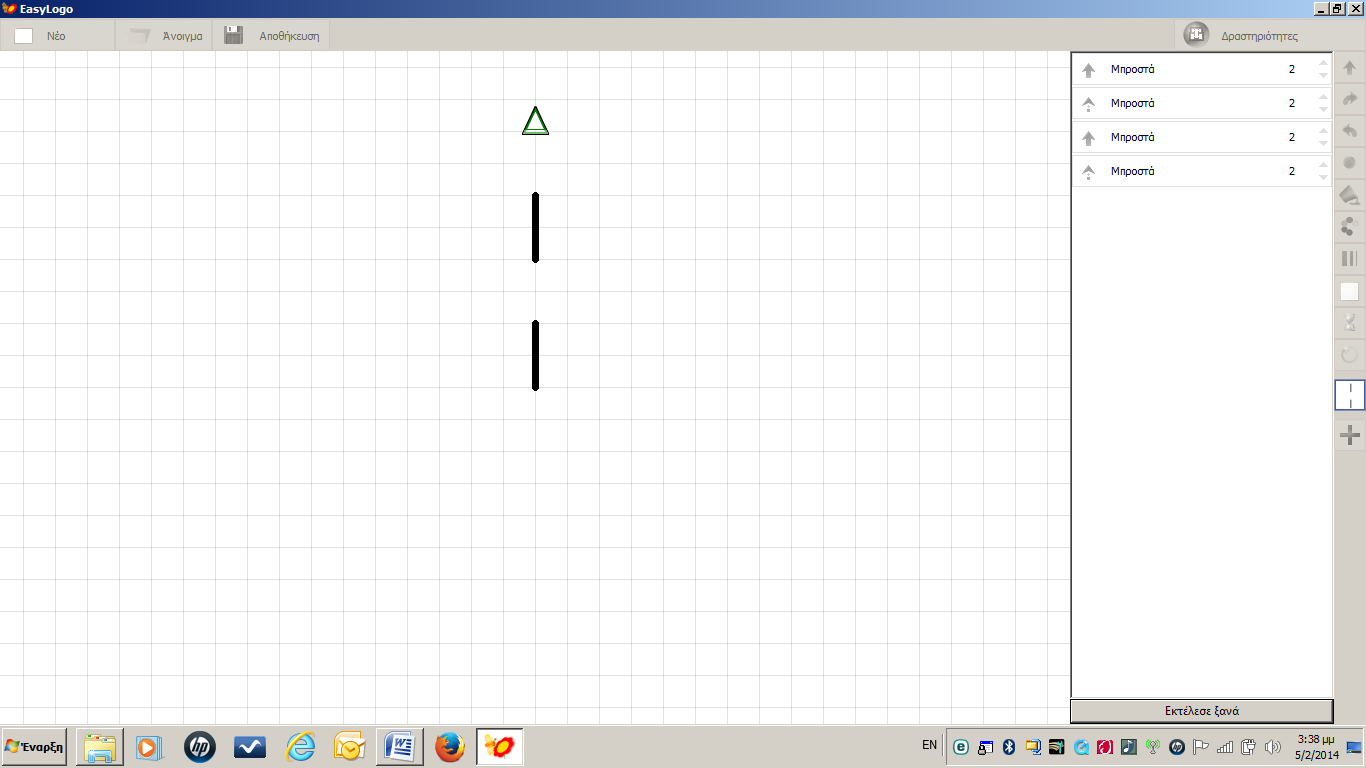 EasyLogo
Νέο
Άνοιγμα
Αποθήκευση
Δραστηριότητες
Μπροστά 2
Μπροστά 2
Μπροστά 2
Μπροστά 2
Εκτέλεσε ξανά
Έναρξη
hp
EN
3:38 μμ
5/2/2014